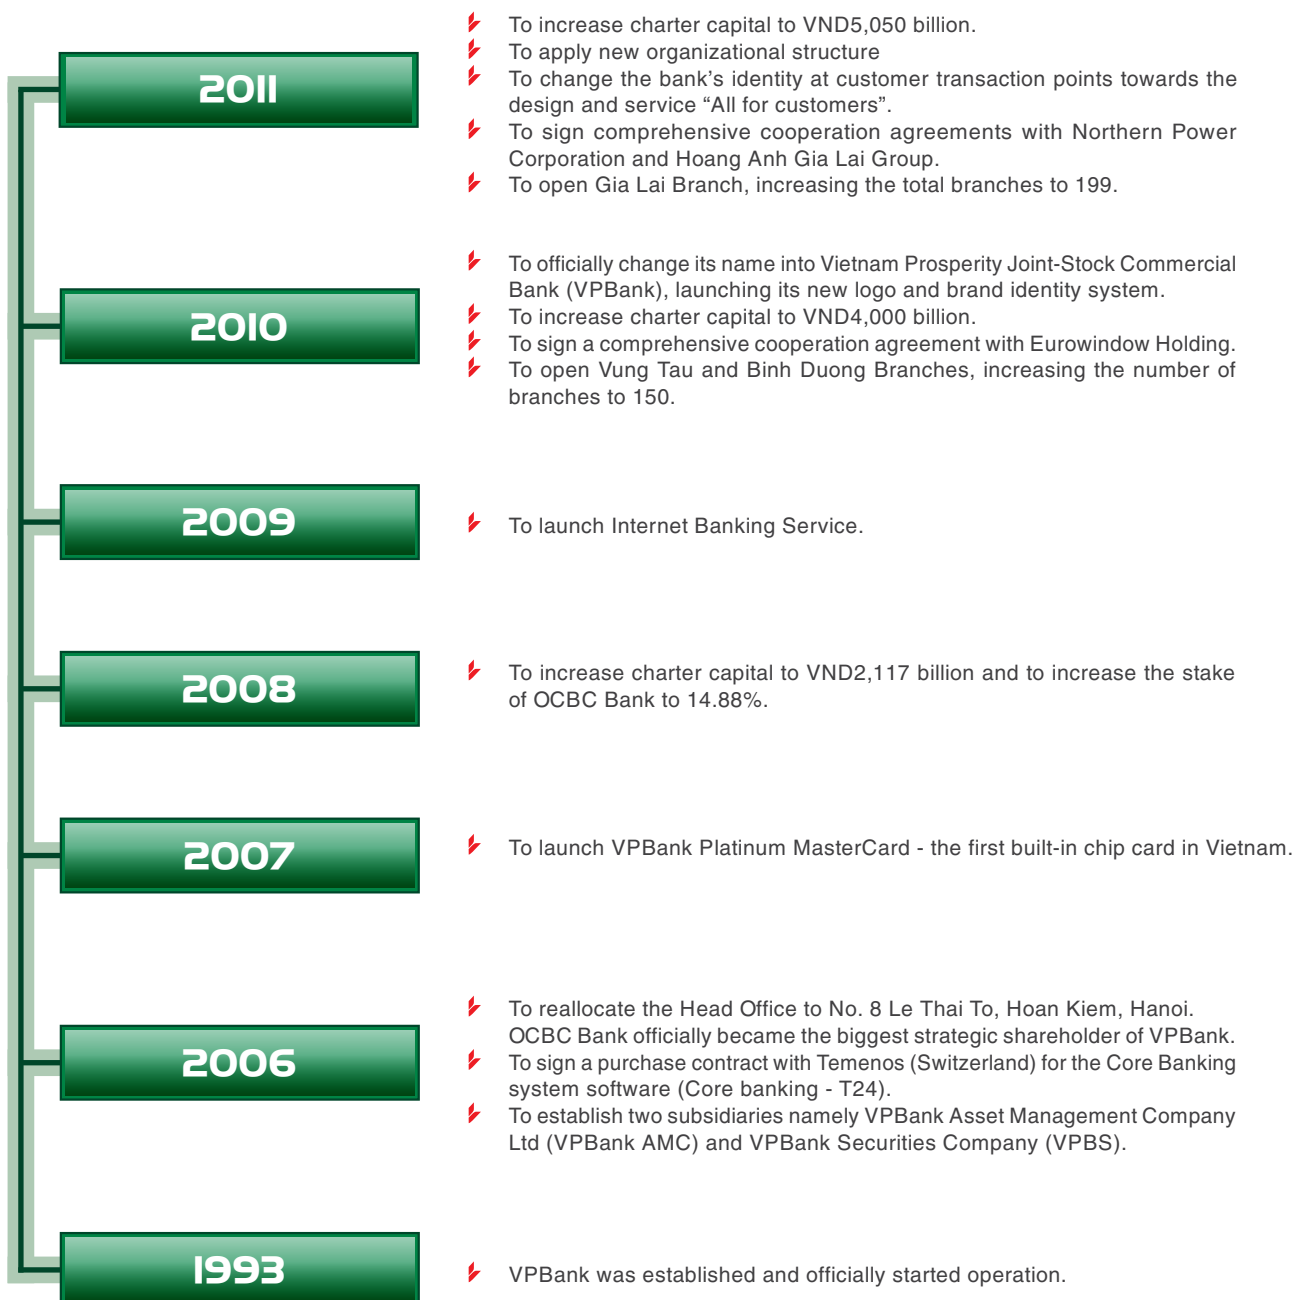 2011
To increase charter capital to VND5,050 billion.
To apply new organizational structure
To change the bank's identity at customer transaction points towards the
design and service “All for customers”.
To sign comprehensive cooperation agreements with Northern Power
Corporation and Hoang Anh Gia Lai Group.
To open Gia Lai Branch, increasing the total branches to 199.
2010
To officially change its name into Vietnam Prosperity Joint-Stock Commercial
Bank (VPBank), launching its new logo and brand identity system.
To increase charter capital to VND4,000 billion.
To sign a comprehensive cooperation agreement with Eurowindow Holding.
To open Vung Tau and Binh Duong Branches, increasing the number of
branches to 150.
2009
To launch Internet Banking Service.
2008
To increase charter capital to VND2,117 billion and to increase the stake
of OCBC Bank to 14.88%.
2007
To launch VPBank Platinum MasterCard - the first built-in chip card in Vietnam.
2006
To reallocate the Head Office to No. 8 Le Thai To, Hoan Kiem, Hanoi.
OCBC Bank officially became the biggest strategic shareholder of VPBank.
To sign a purchase contract with Temenos (Switzerland) for the Core Banking
system software (Core banking - T24).
To establish two subsidiaries namely VPBank Asset Management Company
Ltd (VPBank AMC) and VPBank Securities Company (VPBS).
1993
VPBank was established and officially started operation.